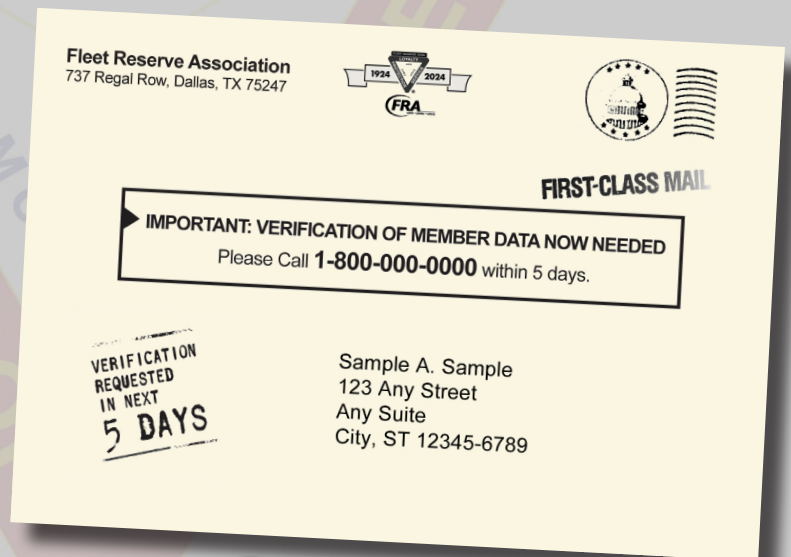 Fleet Reserve Association
737 Regal Row, Dallas, TX 75247
LOYALTY
1924 2024
FRA
FIRST-CLASS MAIL
IMPORTANT: VERIFICATION OF MEMBER DATA NOW NEEDED
Please Call 1-800-000-0000 within 5 days.
VERIFICATION
REQUESTED
IN NEXT
5 DAYS
Sample A. Sample
123 Any Street
Any Suite
City, ST 12345-6789